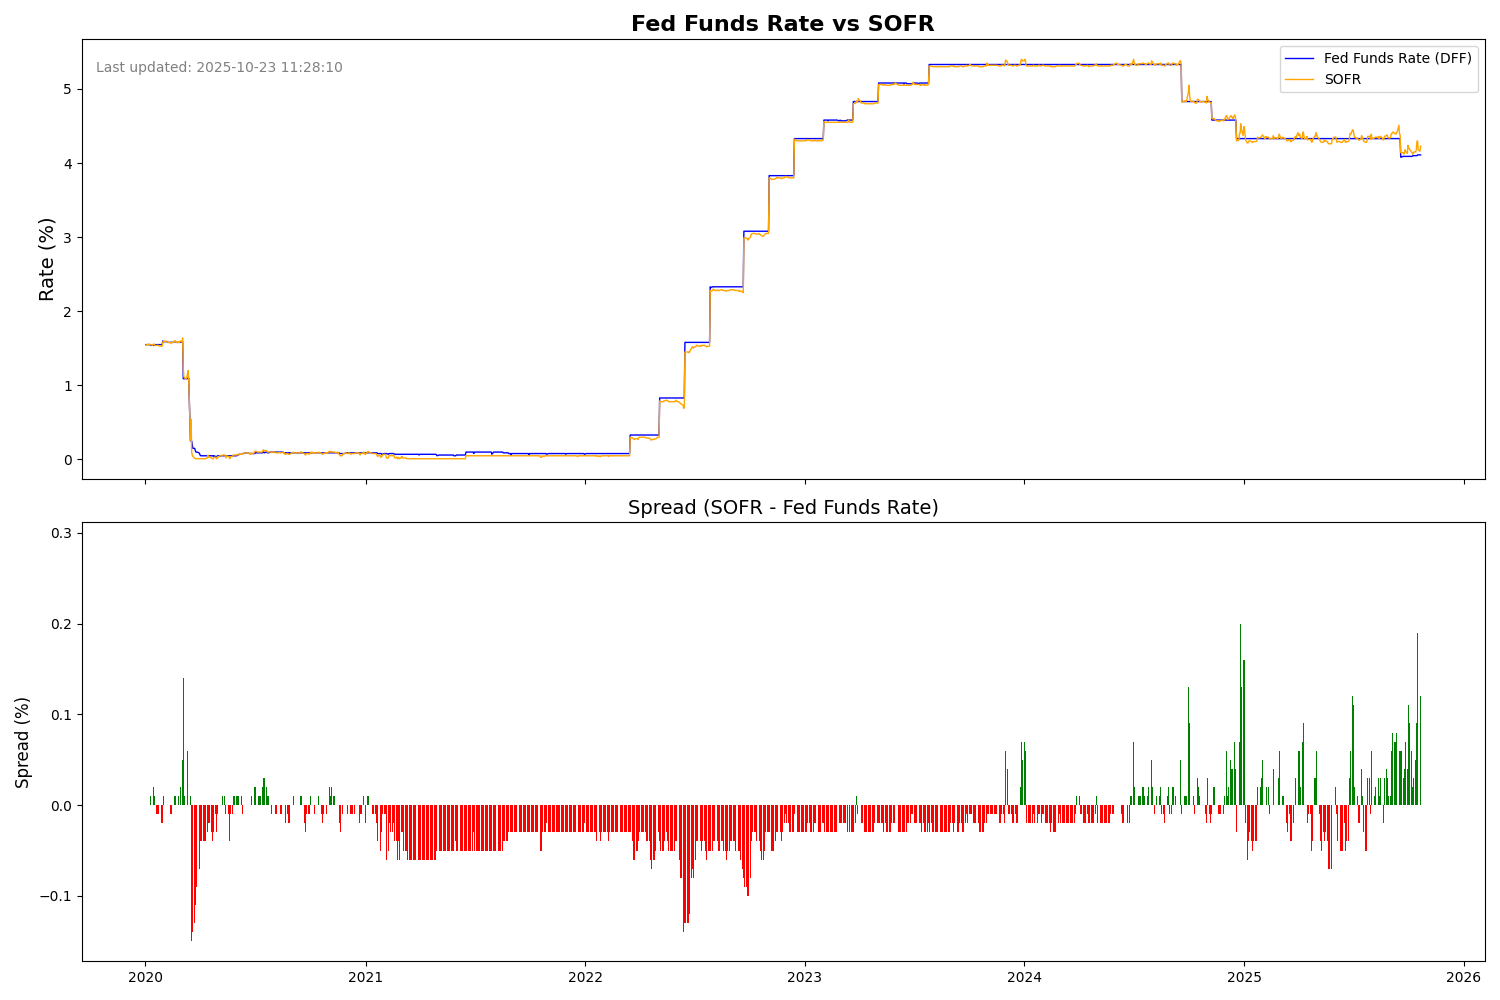 Fed Funds Rate vs SOFR
Last updated: 2025-10-23 11:28:10
Fed Funds Rate (DFF)
SOFR
Rate (%)
5
4
3
2
1
0
Spread (SOFR - Fed Funds Rate)
Spread (%)
0.3
0.2
0.1
0.0
−0.1
2020
2021
2022
2023
2024
2025
2026